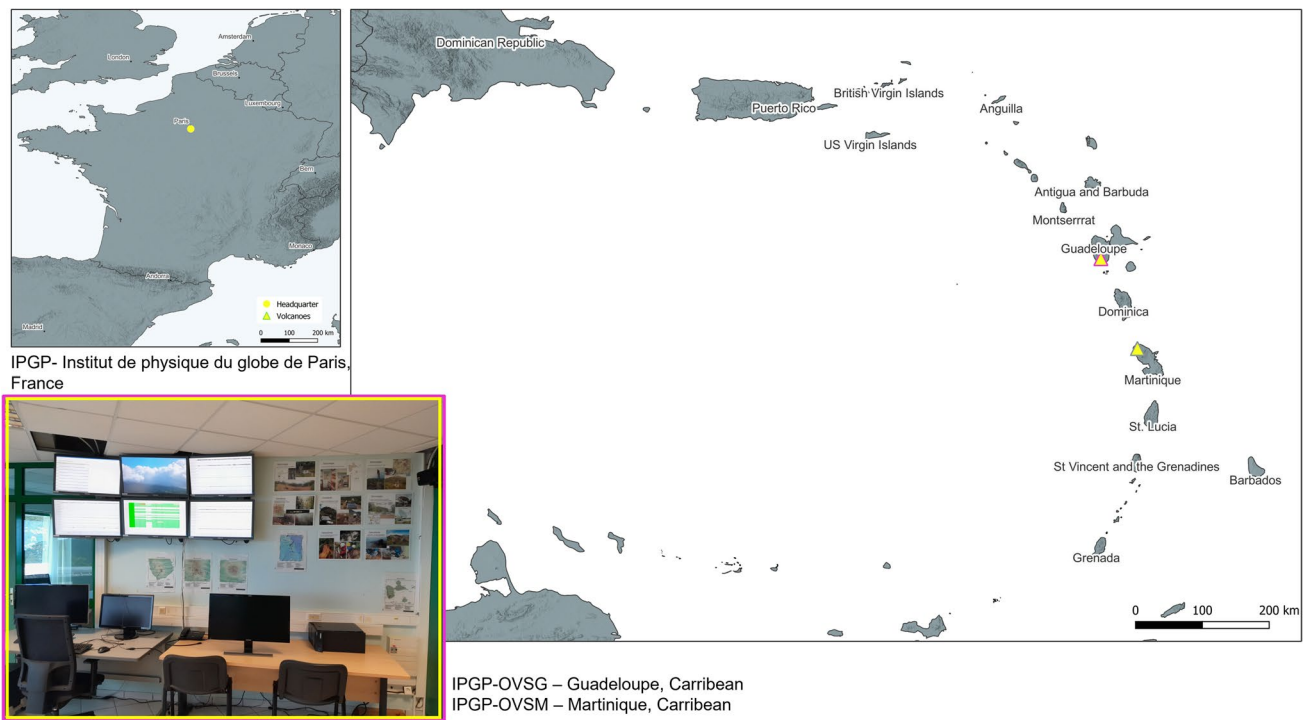 Amsterdam
London
Brussels
Luxembourg
Paris
Bern
Monaco
Andorra
Madrid
Headquarter
Volcanoes
0 100 200 km
IPGP- Institut de physique du globe de Paris,
France
Dominican Republic
Puerto Rico
British Virgin Islands
US Virgin Islands
Anguilla
Antigua and Barbuda
Montserrrat
Guadeloupe
Dominica
Martinique
St. Lucia
St Vincent and the Grenadines
Barbados
Grenada
0 100 200 km
IPGP-OVSG – Guadeloupe, Carribean
IPGP-OVSM – Martinique, Carribean